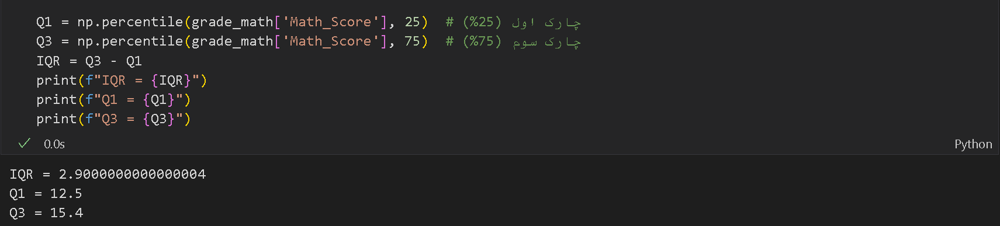 Q1 = np.percentile(grade_math['Math_Score'], 25)  # (%25) چارک اول
Q3 = np.percentile(grade_math['Math_Score'], 75)  # (%75) چارک سوم
IQR = Q3 - Q1
print(f"IQR = {IQR}")
print(f"Q1 = {Q1}")
print(f"Q3 = {Q3}")
0.0s
Python
IQR = 2.9000000000000004
Q1 = 12.5
Q3 = 15.4